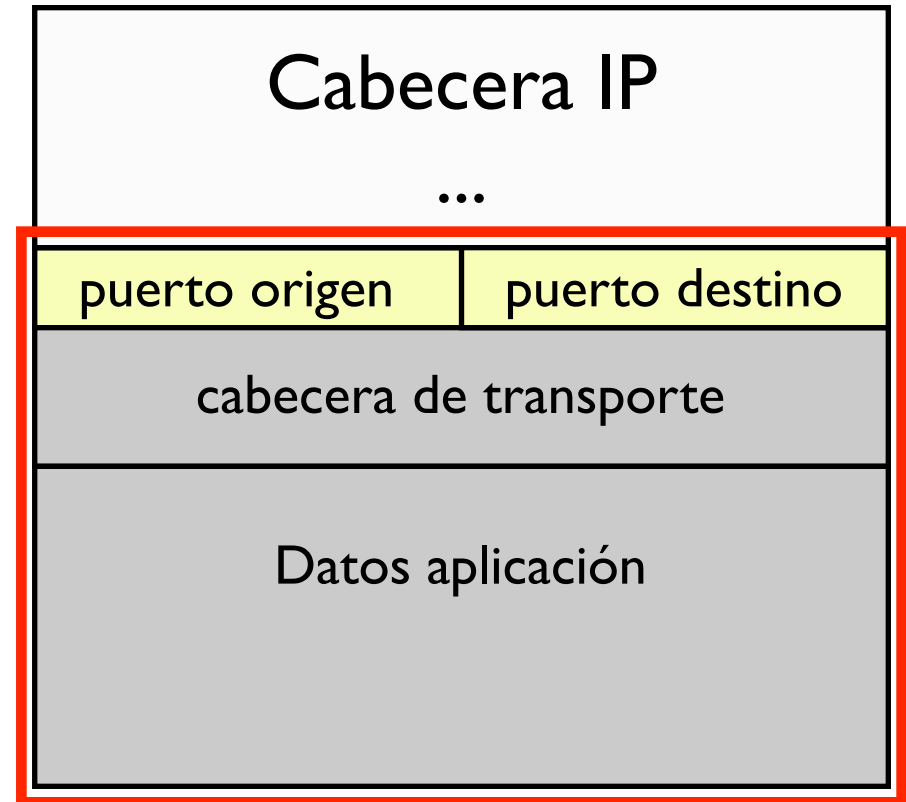 Cabecera IP
...
puerto origen puerto destino
cabecera de transporte
Datos aplicación